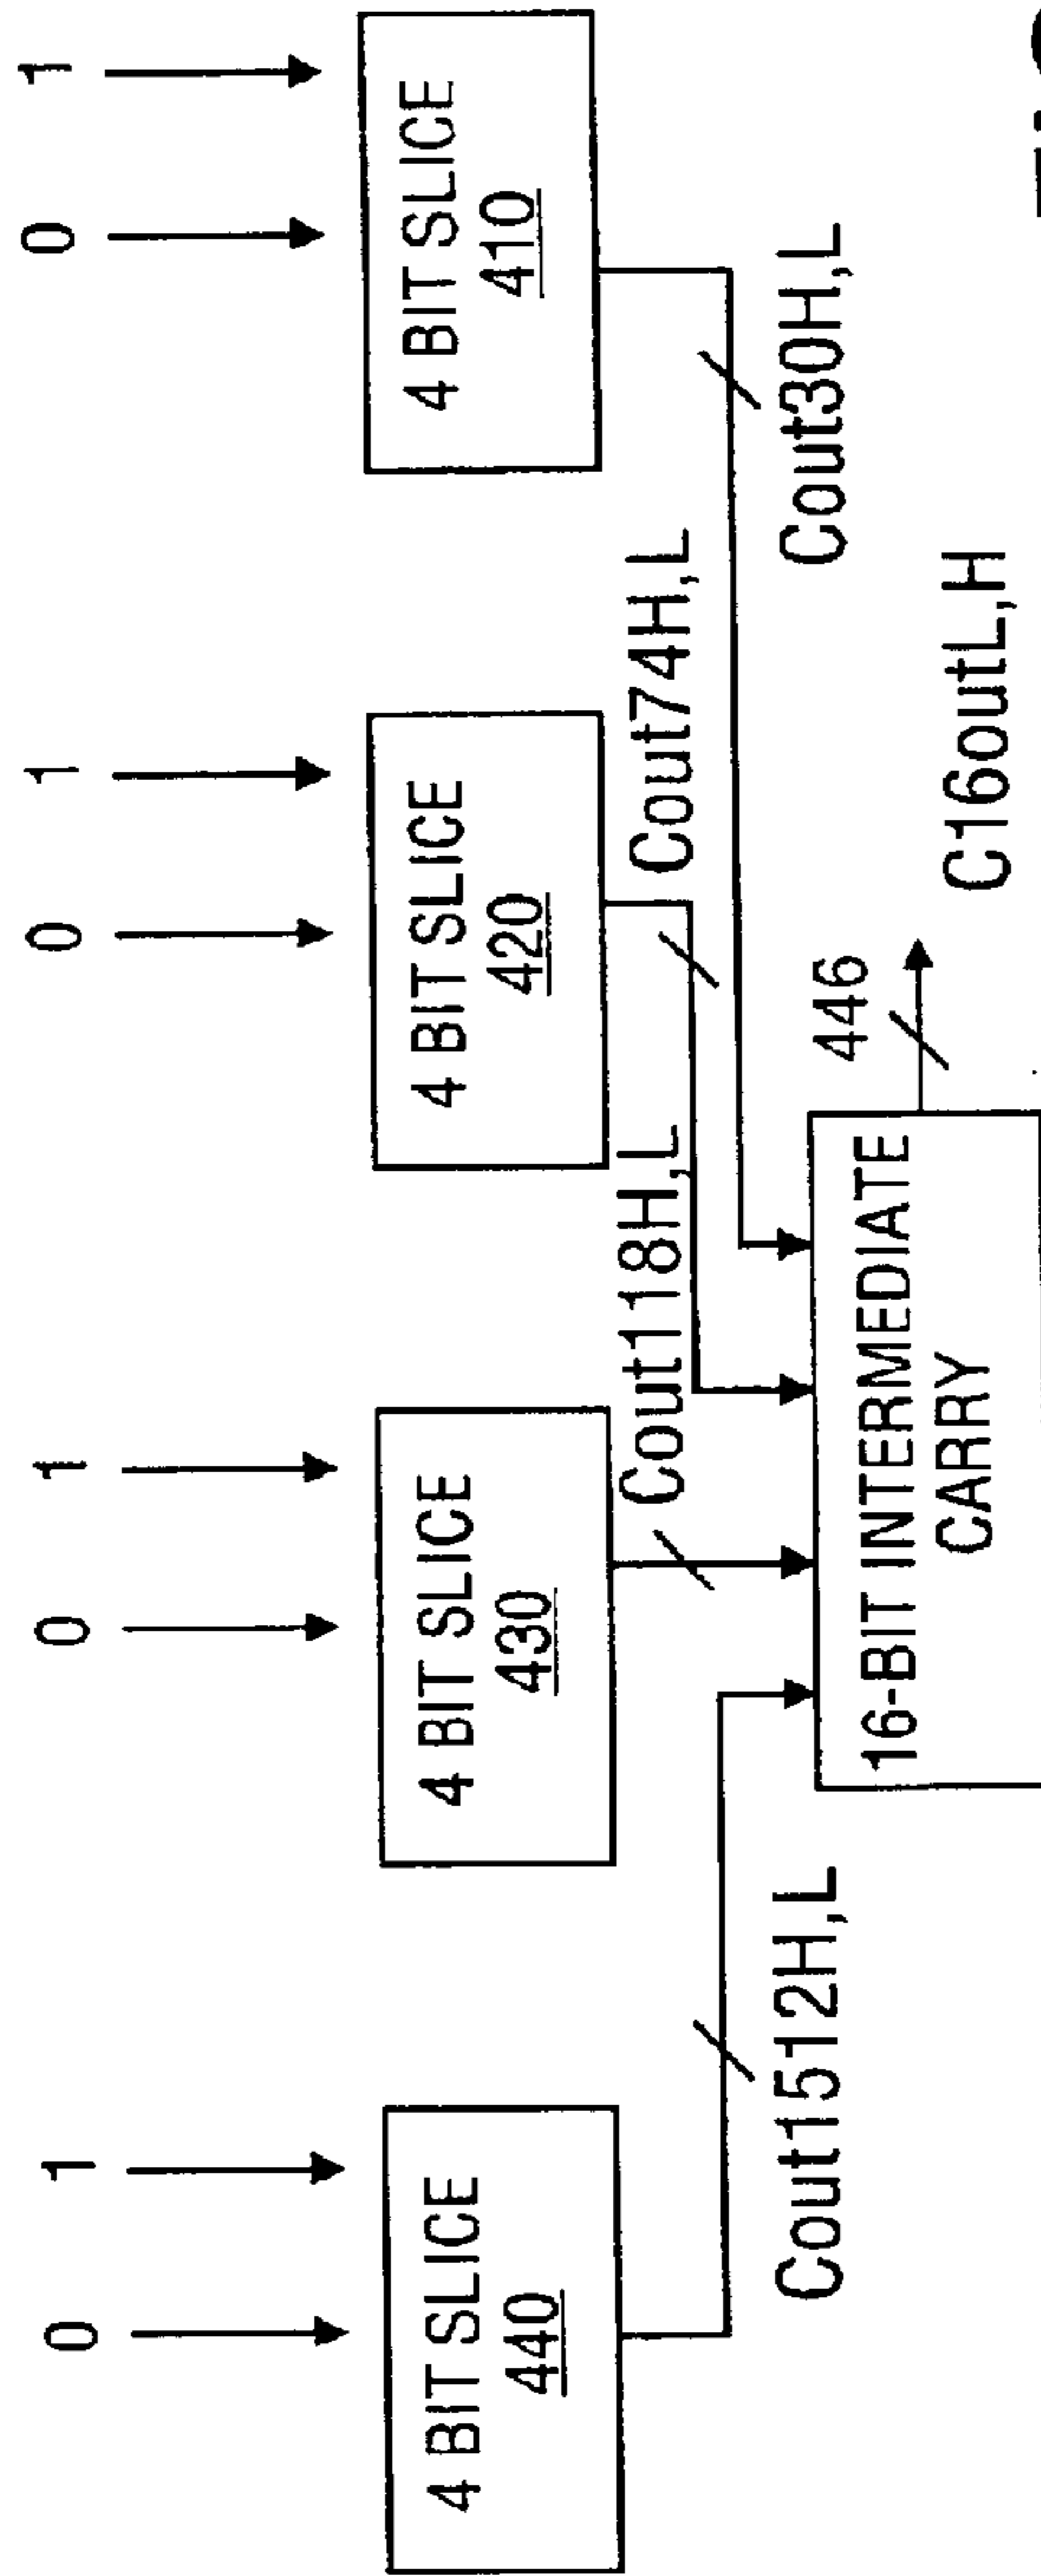 0 1
0 1
0 1
0 1
4 BIT SLICE
440
4 BIT SLICE
430
4 BIT SLICE
420
4 BIT SLICE
410
Cout1512H,L
Cout118H,L
Cout74H,L
Cout30H,L
16-BIT INTERMEDIATE
CARRY
446
C16outL,H